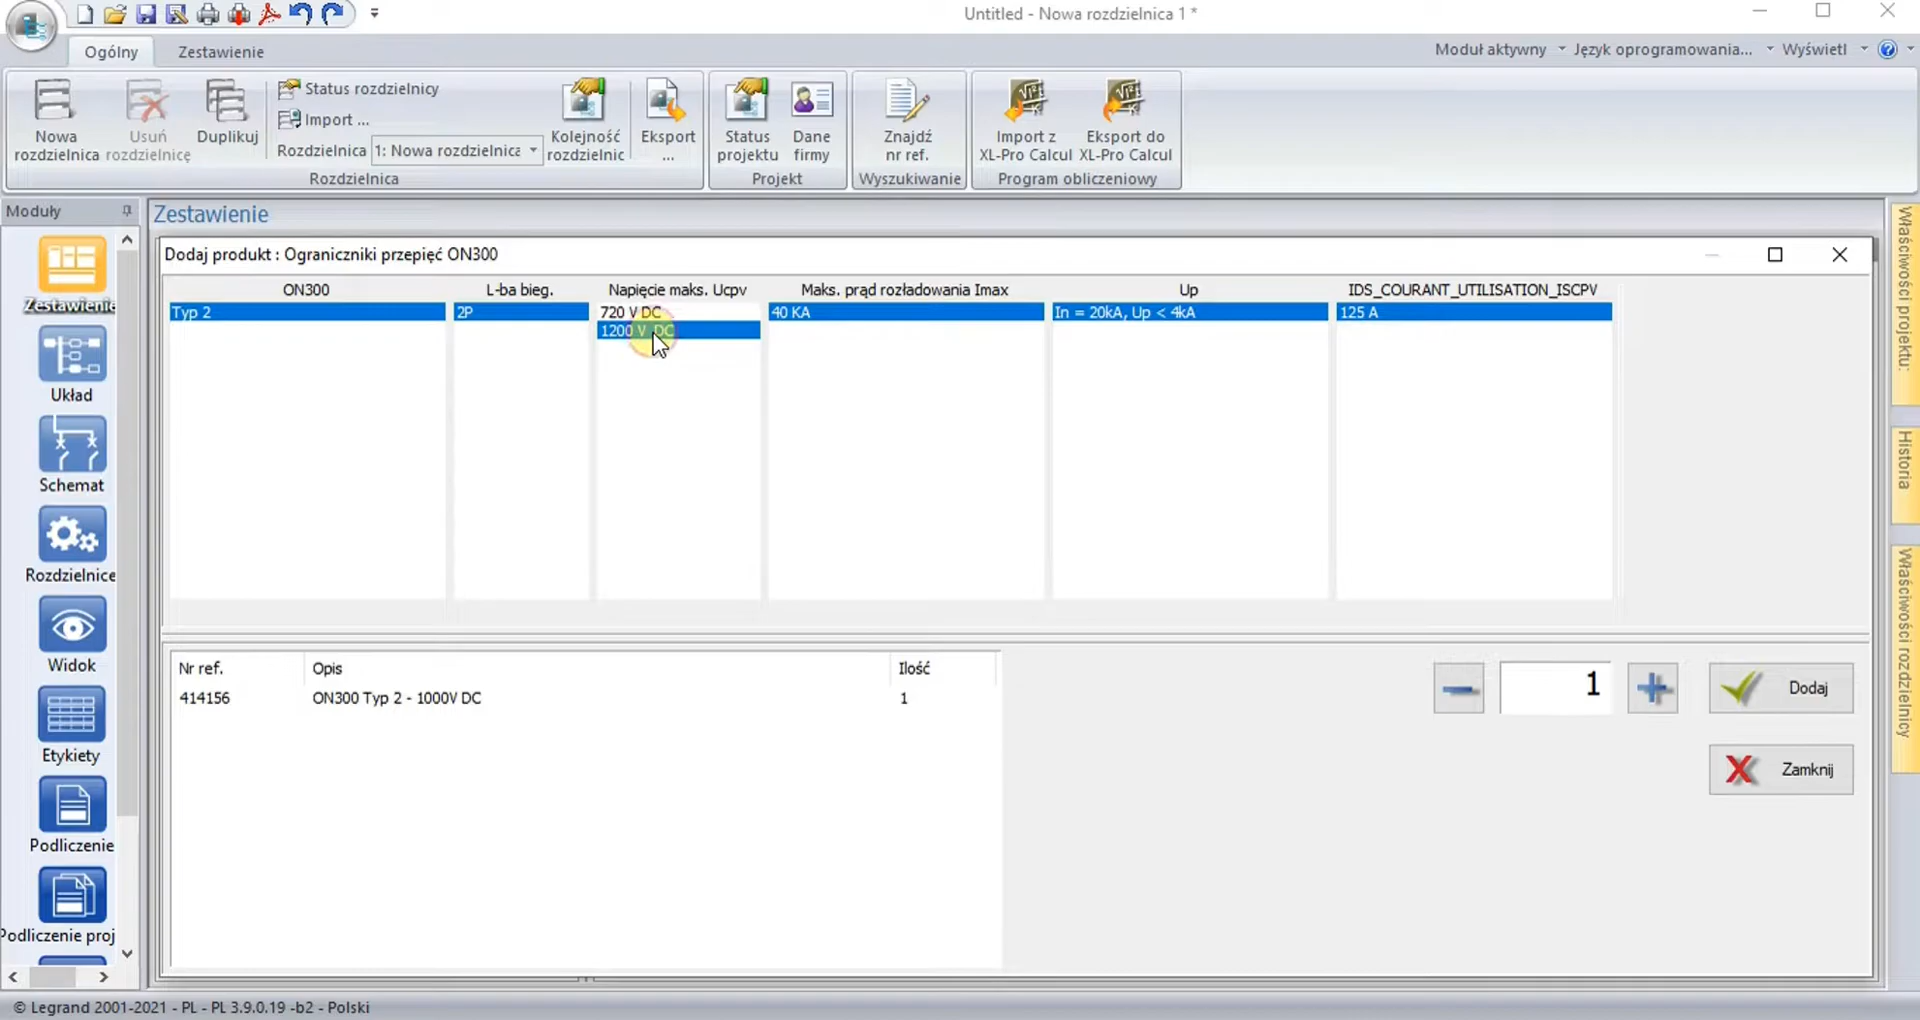 Untitled - Nowa rozdzielnica 1 *
Ogólny
Zestawienie
Moduł aktywny
Język oprogramowania...
Wyświetl
Nowa
rozdzielnica
Usuń
rozdzielnicę
Duplikuj
Status rozdzielnicy
Import ...
Rozdzielnica
1: Nowa rozdzielnica
Kolejność
rozdzielnic
Eksport
...
Status
projektu
Dane
firmy
Znajdź
nr ref.
Import z
XL-Pro Calcul
Eksport do
XL-Pro Calcul
Rozdzielnica
Projekt
Wyszukiwanie
Program obliczeniowy
Moduły
Zestawienie
Układ
Schemat
Rozdzielnice
Widok
Etykiety
Podliczenie
Podliczenie proj
Zestawienie
Dodaj produkt : Ograniczniki przepięć ON300
ON300
L-ba bieg.
Napięcie maks. Ucpv
Maks. prąd rozładowania Imax
Up
IDS_COURANT_UTILISATION_ISCPV
Typ 2
2P
720 V DC
1200 V DC
40 KA
In = 20kA, Up < 4kA
125 A
Nr ref.
Opis
Ilość
414156
ON300 Typ 2 - 1000V DC
1
1
Dodaj
Zamknij
Właściwości projektu:
Historia
Właściwości rozdzielnicy
© Legrand 2001-2021 - PL - PL 3.9.0.19 -b2 - Polski